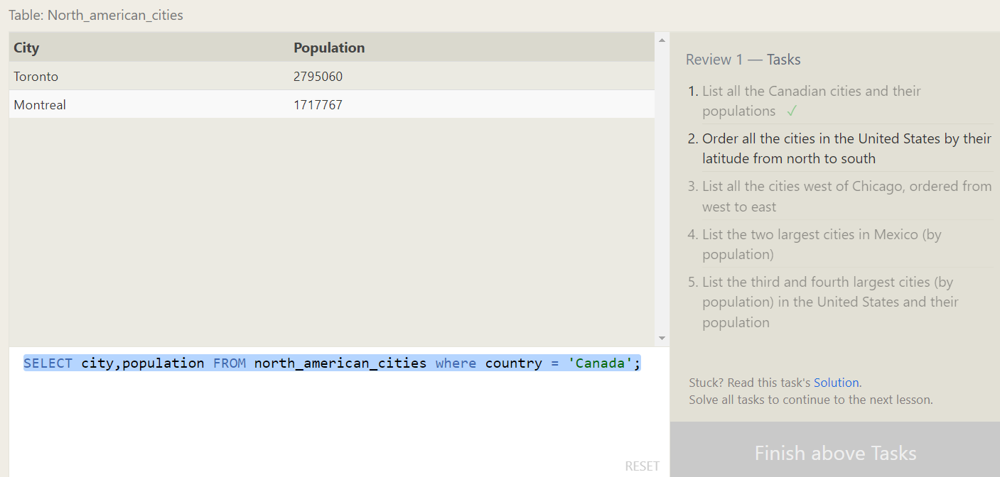 Table: North_american_cities
City Population
Toronto 2795060
Montreal 1717767
SELECT city,population FROM north_american_cities where country = 'Canada';
RESET
Review 1 — Tasks
1. List all the Canadian cities and their
populations ✓
2. Order all the cities in the United States by their
latitude from north to south
3. List all the cities west of Chicago, ordered from
west to east
4. List the two largest cities in Mexico (by
population)
5. List the third and fourth largest cities (by
population) in the United States and their
population
Stuck? Read this task's Solution.
Solve all tasks to continue to the next lesson.
Finish above Tasks